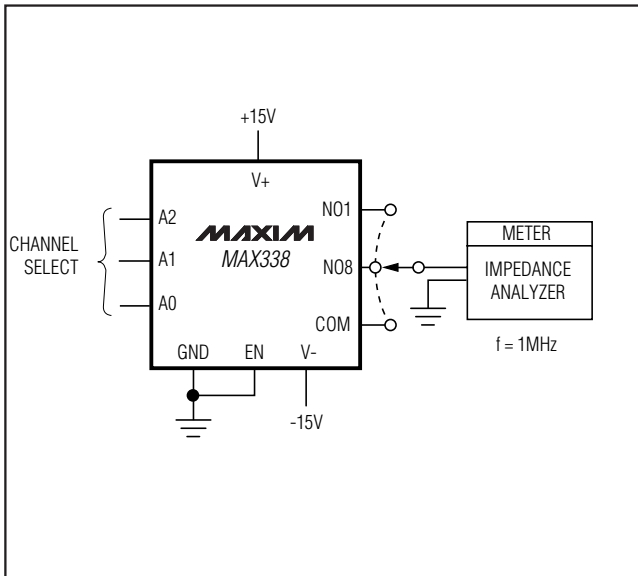 +15V
V+
CHANNEL
SELECT
A2
A1
A0
MAXIM
MAX338
NO1
NO8
COM
GND
EN
V-
-15V
METER
IMPEDANCE
ANALYZER
f = 1MHz